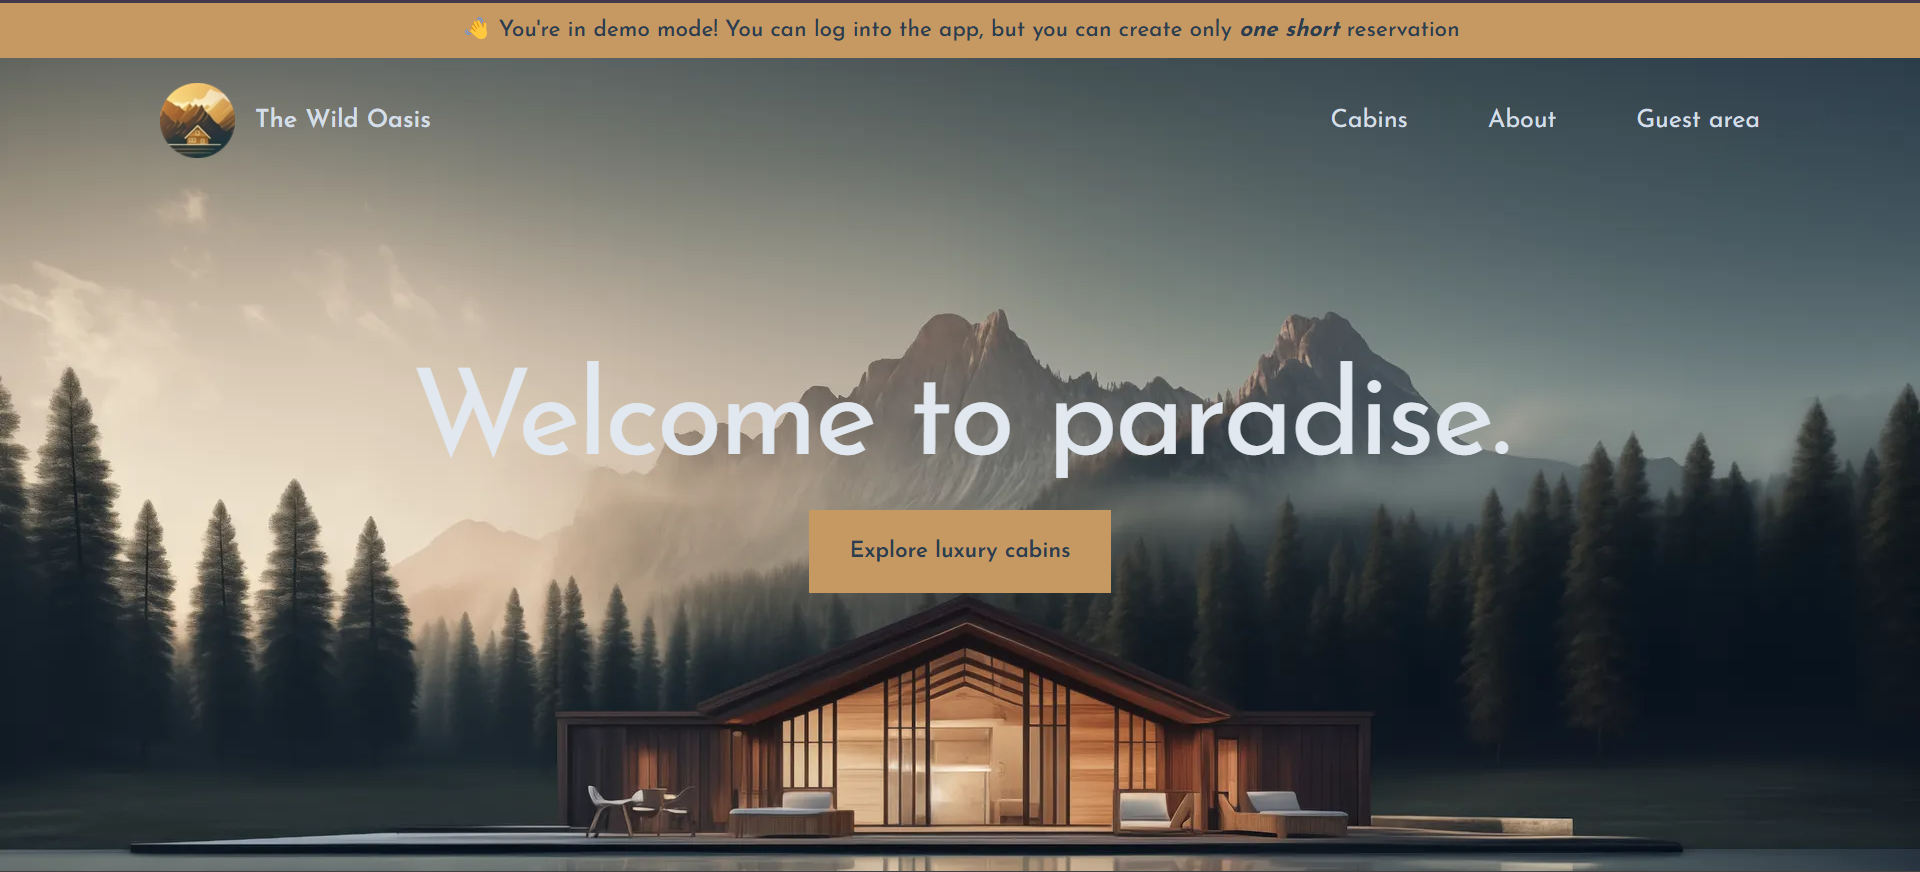 👋 You're in demo mode! You can log into the app, but you can create only one short reservation
The Wild Oasis
Cabins
About
Guest area
Welcome to paradise.
Explore luxury cabins